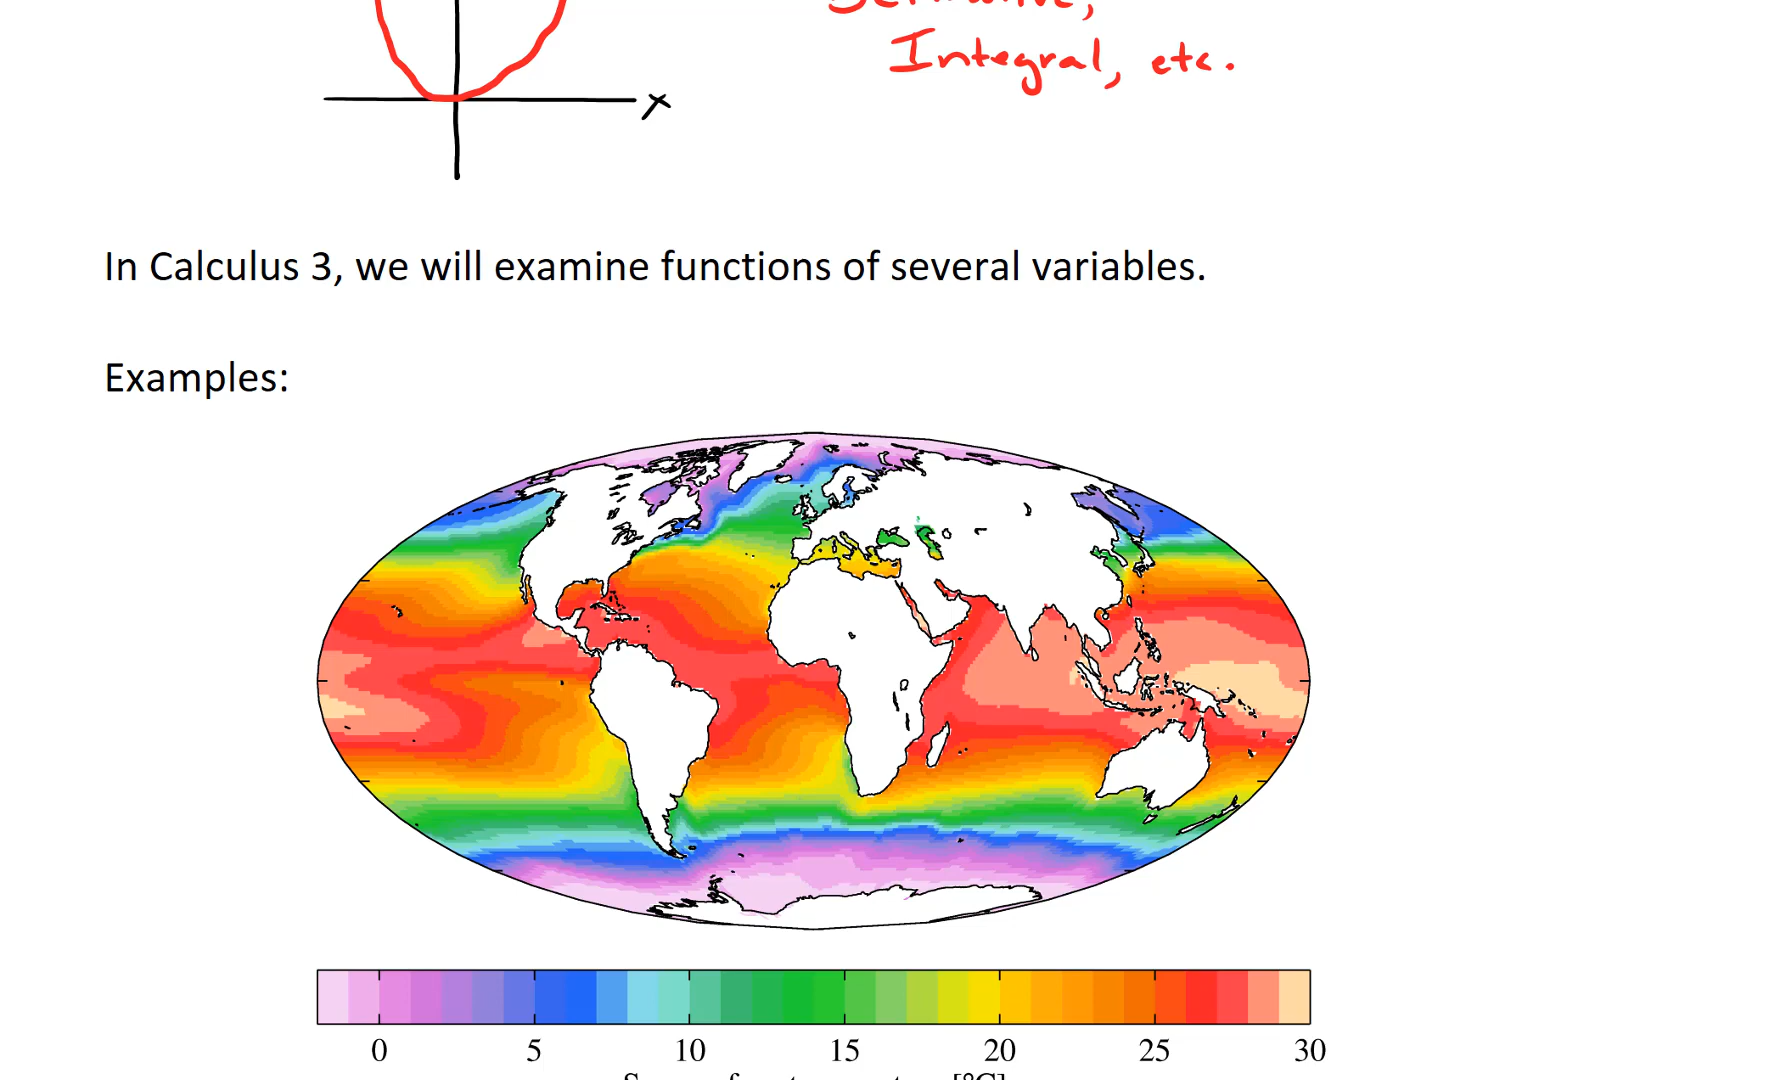 Integral, etc.
x
In Calculus 3, we will examine functions of several variables.
Examples:
0 5 10 15 20 25 30